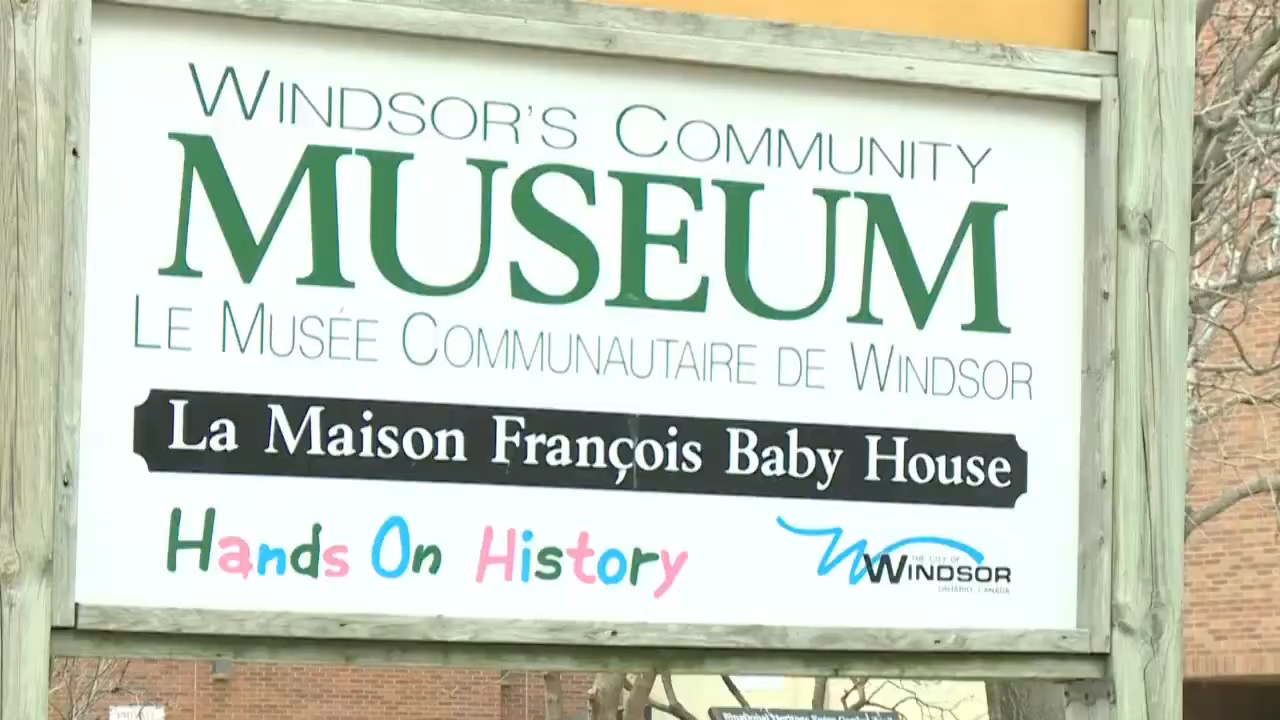 WINDSOR'S COMMUNITY
MUSEUM
LE MUSÉE COMMUNAUTAIRE DE WINDSOR
La Maison François Baby House
Hands On History
THE CITY OF
WINDSOR
ONTARIO, CANADA